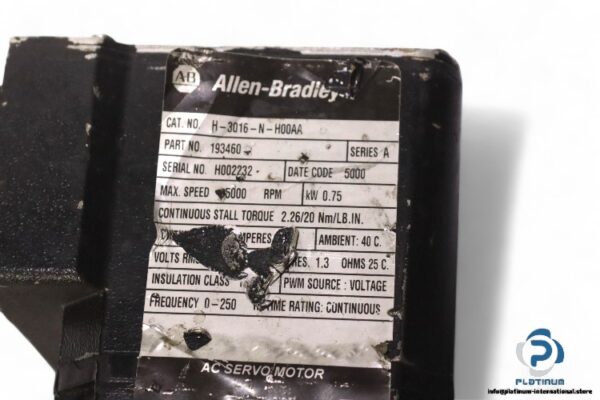 AB Allen-Bradley
CAT. NO. H-3016-N-H00AA
PART NO. 193460 SERIES A
SERIAL NO. H002232 DATE CODE 5000
MAX. SPEED 5000 RPM kW 0.75
CONTINUOUS STALL TORQUE 2.26/20 Nm/LB.IN.
AMBIENT: 40 C.
VOLTS 1.3 OHMS 25 C.
INSULATION CLASS PWM SOURCE : VOLTAGE
FREQUENCY 0-250 RATING: CONTINUOUS
AC SERVO MOTOR
PLATINUM
INTERNATIONAL
info@platinum-international.store